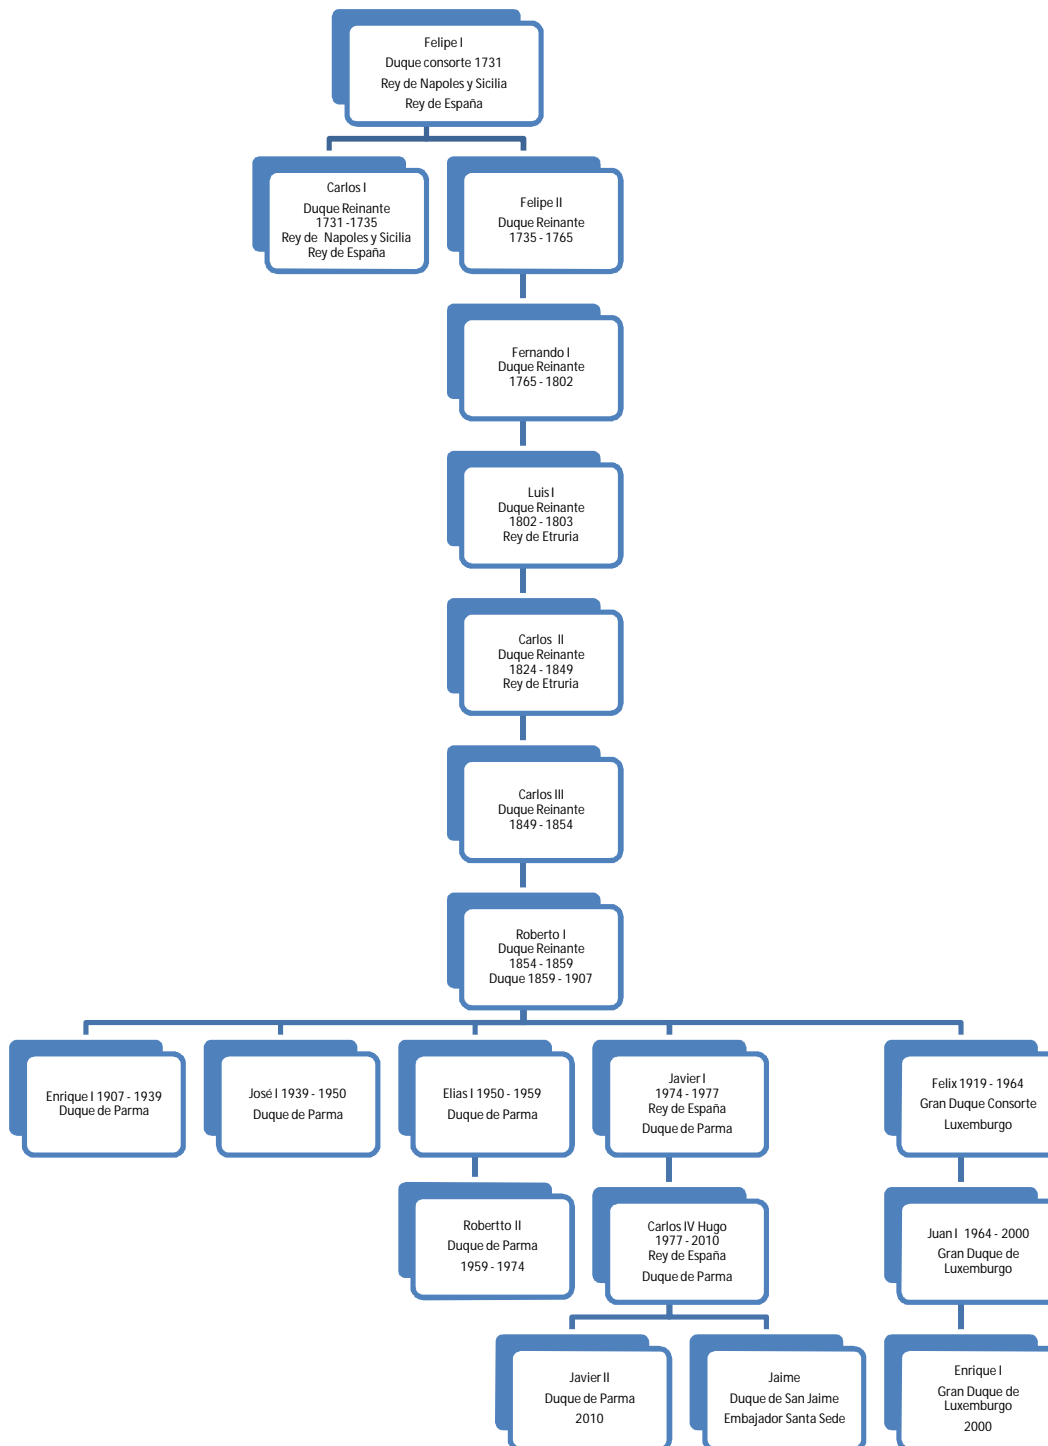 Felipe I
Duque consorte 1731
Rey de Napoles y Sicilia
Rey de España
Carlos I
Duque Reinante
1731 -1735
Rey de Napoles y Sicilia
Rey de España
Felipe II
Duque Reinante
1735 - 1765
Fernando I
Duque Reinante
1765 - 1802
Luis I
Duque Reinante
1802 - 1803
Rey de Etruria
Carlos II
Duque Reinante
1824 - 1849
Rey de Etruria
Carlos III
Duque Reinante
1849 - 1854
Roberto I
Duque Reinante
1854 - 1859
Duque 1859 - 1907
Enrique I 1907 - 1939
Duque de Parma
José I 1939 - 1950
Duque de Parma
Elias I 1950 - 1959
Duque de Parma
Javier I
1974 - 1977
Rey de España
Duque de Parma
Felix 1919 - 1964
Gran Duque Consorte
Luxemburgo
Robertto II
Duque de Parma
1959 - 1974
Carlos IV Hugo
1977 - 2010
Rey de España
Duque de Parma
Juan I 1964 - 2000
Gran Duque de
Luxemburgo
Javier II
Duque de Parma
2010
Jaime
Duque de San Jaime
Embajador Santa Sede
Enrique I
Gran Duque de
Luxemburgo
2000